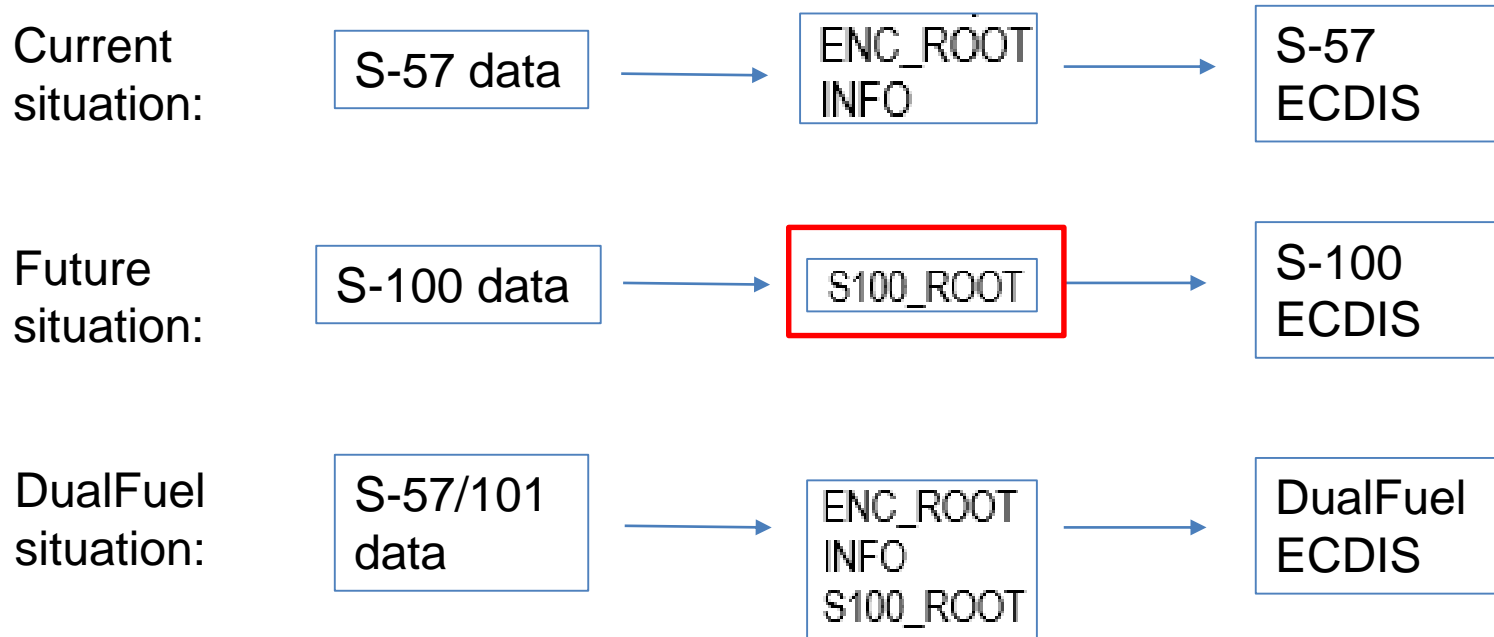 Current
situation:
S-57 data
ENC_ROOT
INFO
S-57
ECDIS
Future
situation:
S-100 data
S100_ROOT
S-100
ECDIS
DualFuel
situation:
S-57/101
data
ENC_ROOT
INFO
S100_ROOT
DualFuel
ECDIS